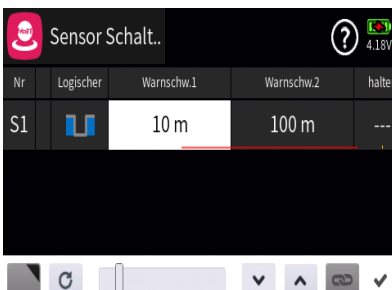 Sensor Schalt..
?
4.18V
Nr Logischer Warnschw.1 Warnschw.2 halte
S1 10 m 100 m ---